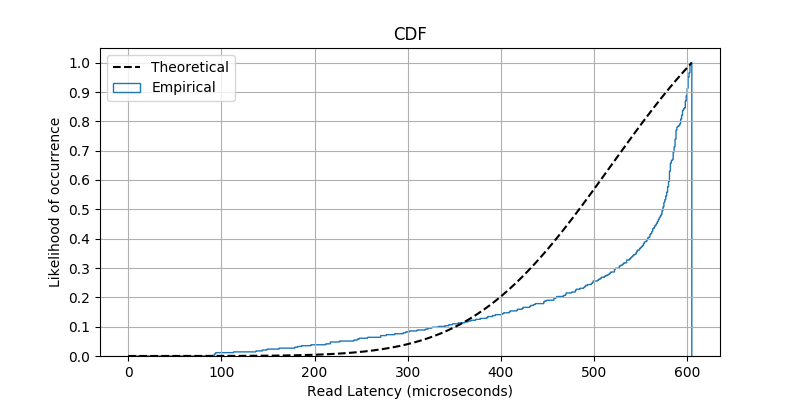 CDF
Theoretical
Empirical
Likelihood of occurrence
1.0
0.9
0.8
0.7
0.6
0.5
0.4
0.3
0.2
0.1
0.0
0 100 200 300 400 500 600
Read Latency (microseconds)